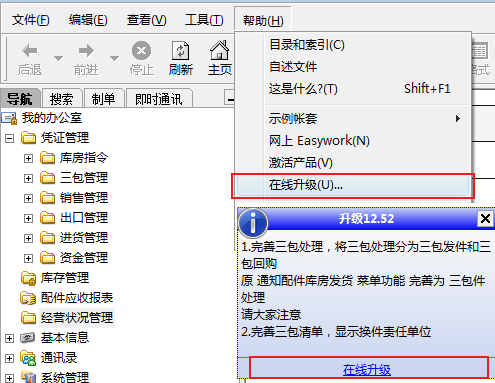 文件(F) 编辑(E) 查看(V) 工具(T) 帮助(H)
后退 前进 停止 刷新 主页 格式
导航 搜索 制单 即时通讯
我的办公室
凭证管理
库房指令
三包管理
销售管理
出口管理
进货管理
资金管理
库存管理
配件应收报表
经营状况管理
基本信息
通讯录
系统管理
目录和索引(C)
自述文件
这是什么?(T) Shift+F1
示例帐套
网上 Easywork(N)
激活产品(V)
在线升级(U)...
升级12.52
1.完善三包处理，将三包处理分为三包发件和三
包回购
原 通知配件库房发货 菜单功能 完善为 三包件
处理
请大家注意
2.完善三包清单，显示换件责任单位
在线升级